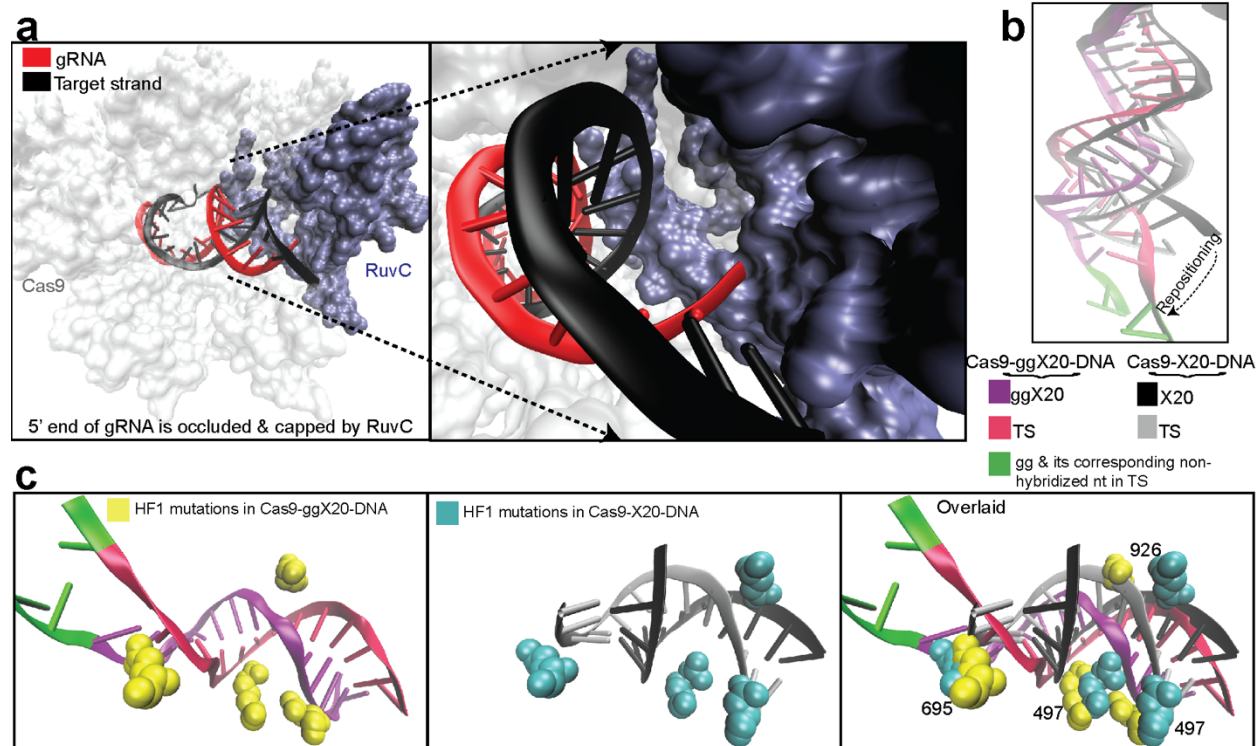 a
gRNA
Target strand
Cas9
RuvC
5' end of gRNA is occluded & capped by RuvC
b
Repositioning
Cas9-ggX20-DNA Cas9-X20-DNA
ggX20 X20
TS TS
gg & its corresponding non-
hybridized nt in TS
c
HF1 mutations in Cas9-ggX20-DNA
HF1 mutations in Cas9-X20-DNA
Overlaid
926
695
497
497